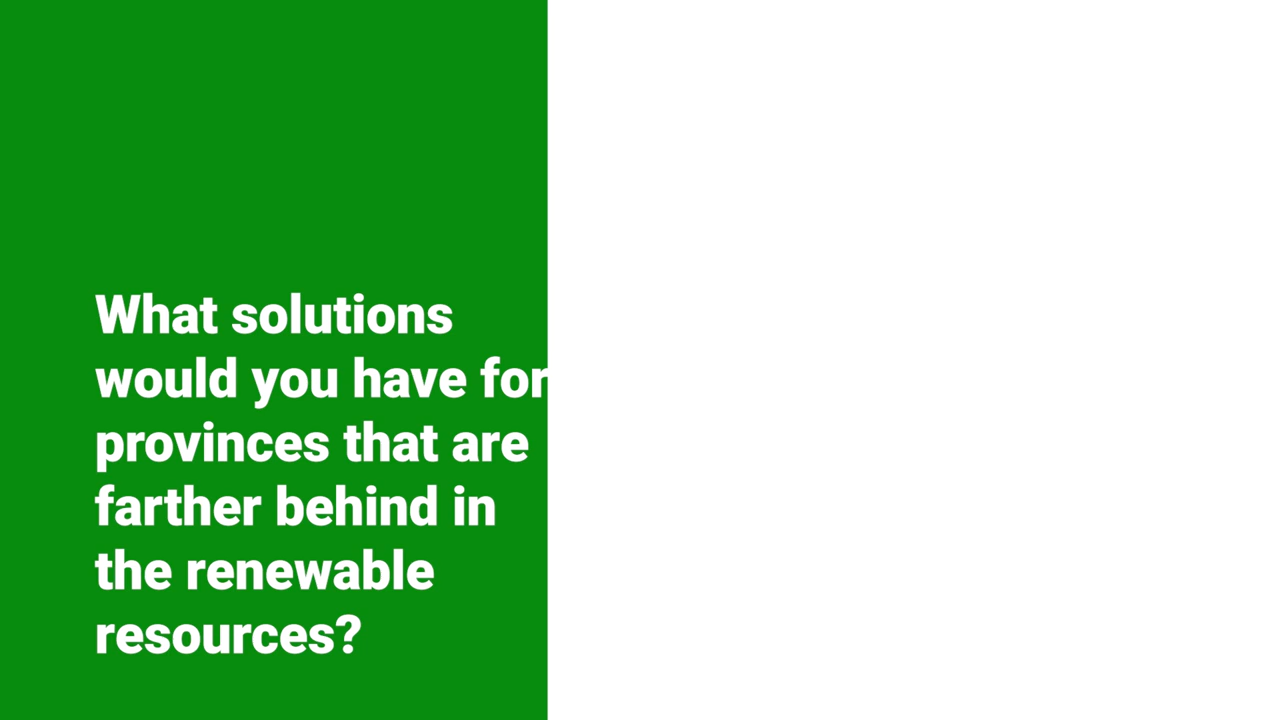 What solutions
would you have for
provinces that are
farther behind in
the renewable
resources?